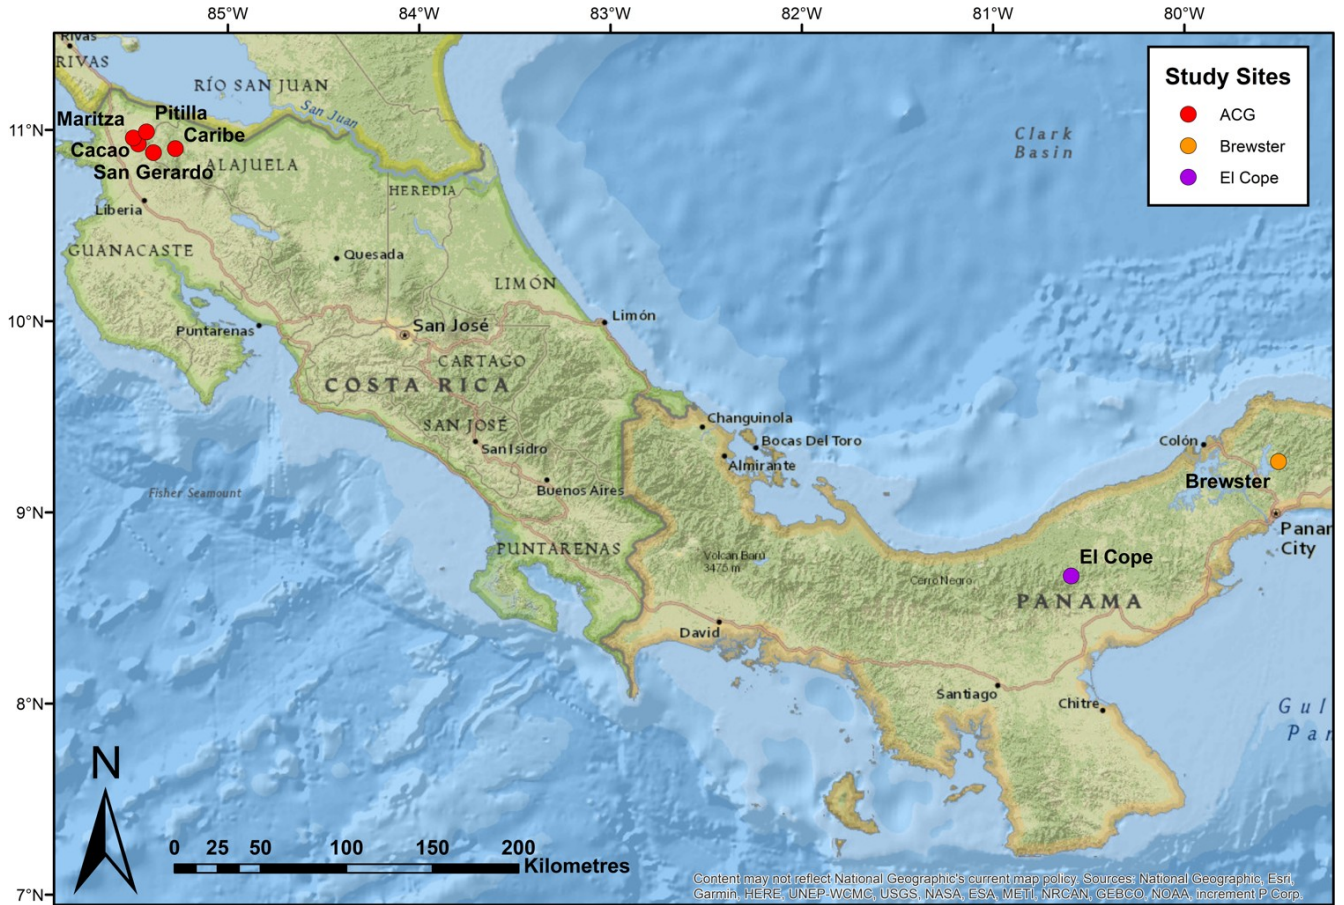 85°W
84°W
83°W
82°W
81°W
80°W
Rivas
RIVAS
RÍO SAN JUAN
San Juan
Maritza
Pitilla
11°N
Caribe
Cacao
ALAJUELA
San Gerardo
HEREDIA
Liberia
GUANACASTE
Quesada
LIMÓN
Clark
Basin
Study Sites
ACG
Brewster
El Cope
10°N
Puntarenas
San José
Limón
CARTAGO
COSTA RICA
SAN JOSÉ
San Isidro
Changuinola
Bocas Del Toro
Almirante
Colón
Fisher Seamount
Buenos Aires
Brewster
9°N
Panam
City
PUNTARENAS
Volcán Barú
3475 m
El Cope
Cerro Negro
PANAMA
David
8°N
Santiago
Chitre
Gul
Pan
N
0 25 50 100 150 200
Kilometres
7°N
Content may not reflect National Geographic's current map policy. Sources: National Geographic, Esri,
Garmin, HERE, UNEP-WCMC, USGS, NASA, ESA, METI, NRCAN, GEBCO, NOAA, increment P Corp.